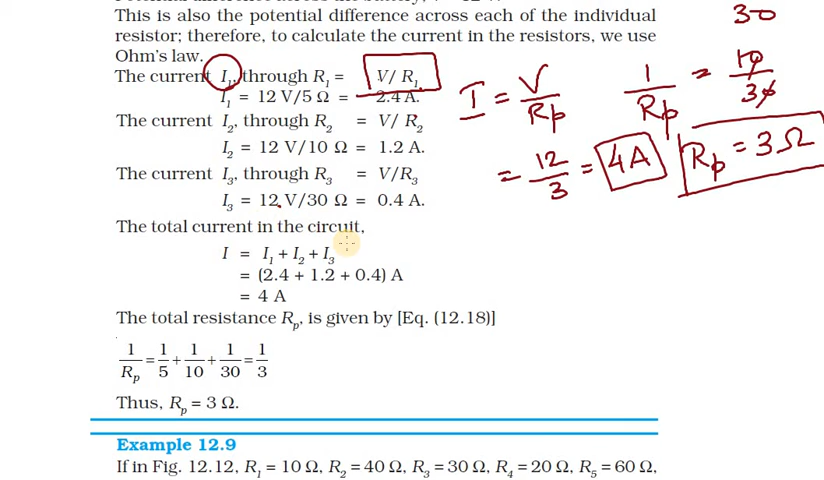 This is also the potential difference across each of the individual
resistor; therefore, to calculate the current in the resistors, we use
Ohm's law.
The current I₁, through R₁ = V/ R₁
I₁ = 12 V/5 Ω = 2.4 A.
The current I₂, through R₂ = V/ R₂
I₂ = 12 V/10 Ω = 1.2 A.
The current I₃, through R₃ = V/R₃
I₃ = 12 V/30 Ω = 0.4 A.
The total current in the circuit,
I = I₁ + I₂ + I₃
= (2.4 + 1.2 + 0.4) A
= 4 A
The total resistance Rₚ, is given by [Eq. (12.18)]
1/Rₚ = 1/5 + 1/10 + 1/30 = 1/3
Thus, Rₚ = 3 Ω.
Example 12.9
If in Fig. 12.12, R₁ = 10 Ω, R₂ = 40 Ω, R₃ = 30 Ω, R₄ = 20 Ω, R₅ = 60 Ω,
30
I = V/Rp
= 12/3 = 4A
1/Rp = 10/30
Rp = 3 Ω